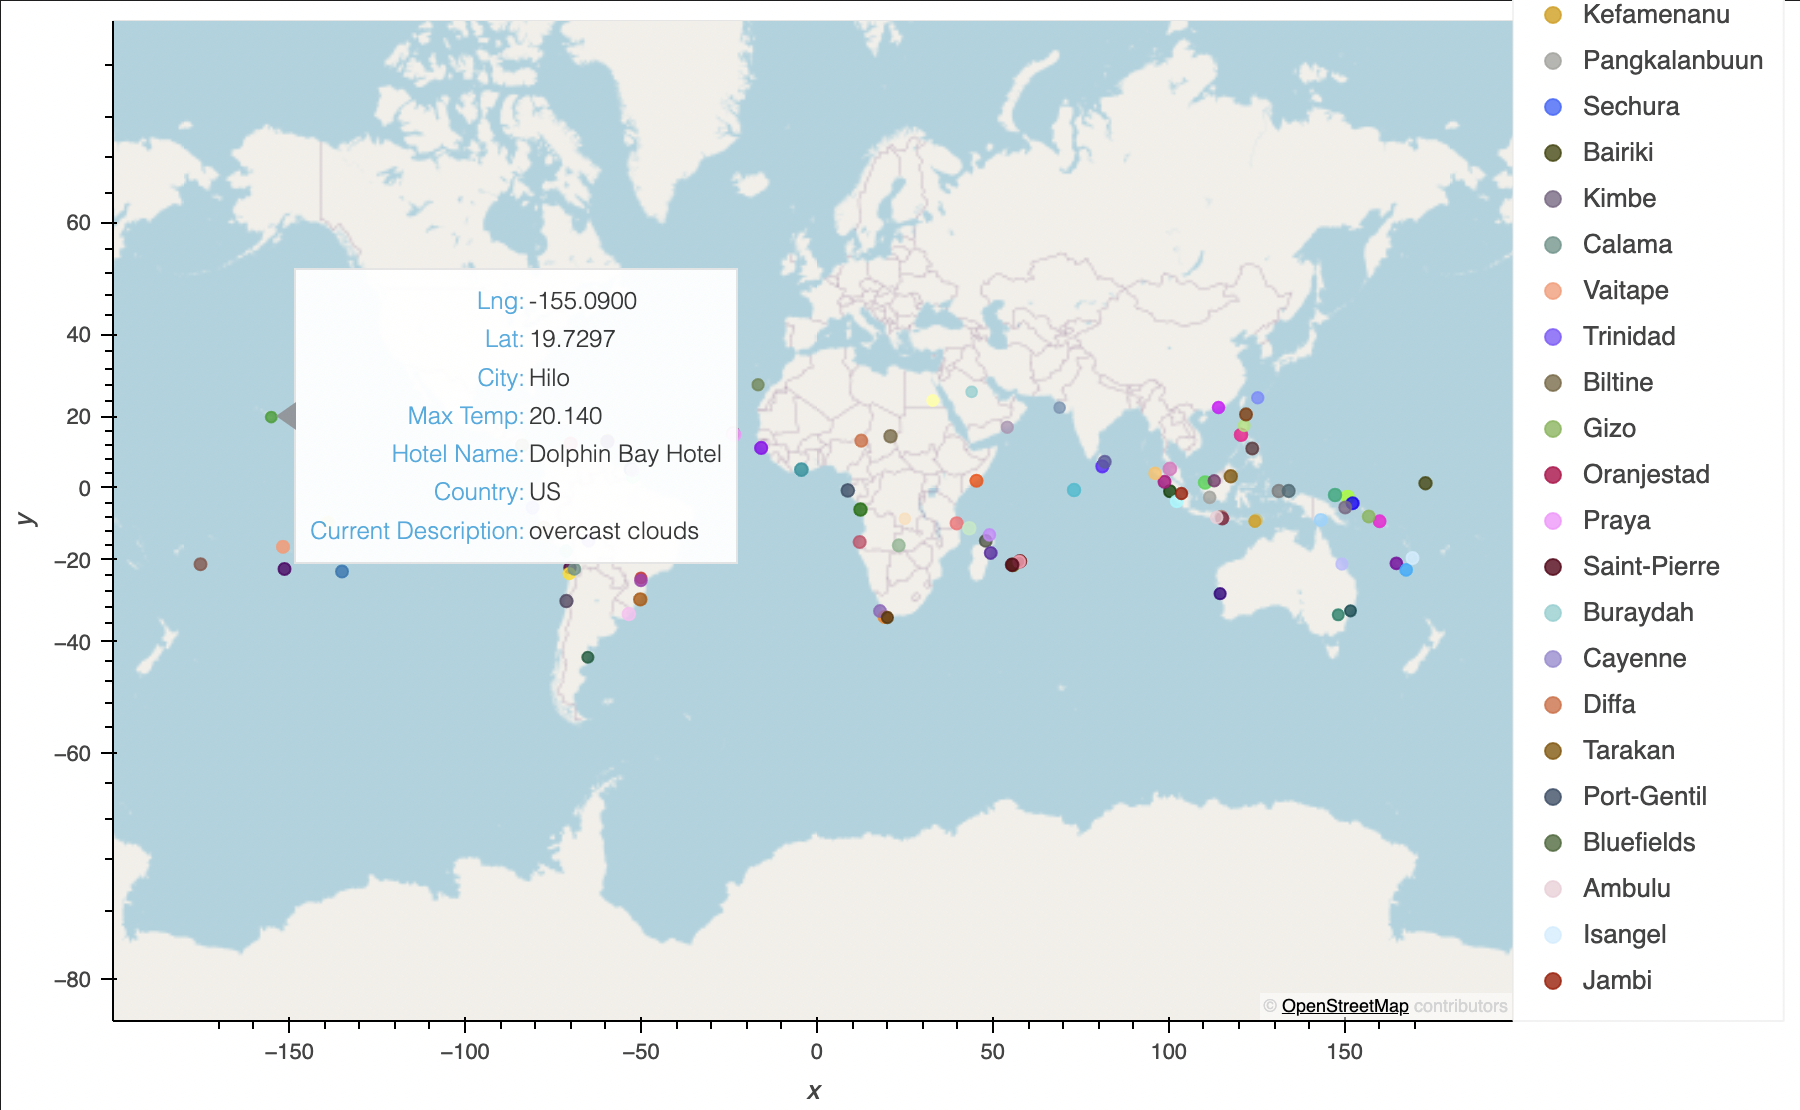 Lng: -155.0900
Lat: 19.7297
City: Hilo
Max Temp: 20.140
Hotel Name: Dolphin Bay Hotel
Country: US
Current Description: overcast clouds
60
40
20
0
−20
−40
−60
−80
y
−150
−100
−50
0
50
100
150
x
© OpenStreetMap contributors
Kefamenanu
Pangkalanbuun
Sechura
Bairiki
Kimbe
Calama
Vaitape
Trinidad
Biltine
Gizo
Oranjestad
Praya
Saint-Pierre
Buraydah
Cayenne
Diffa
Tarakan
Port-Gentil
Bluefields
Ambulu
Isangel
Jambi